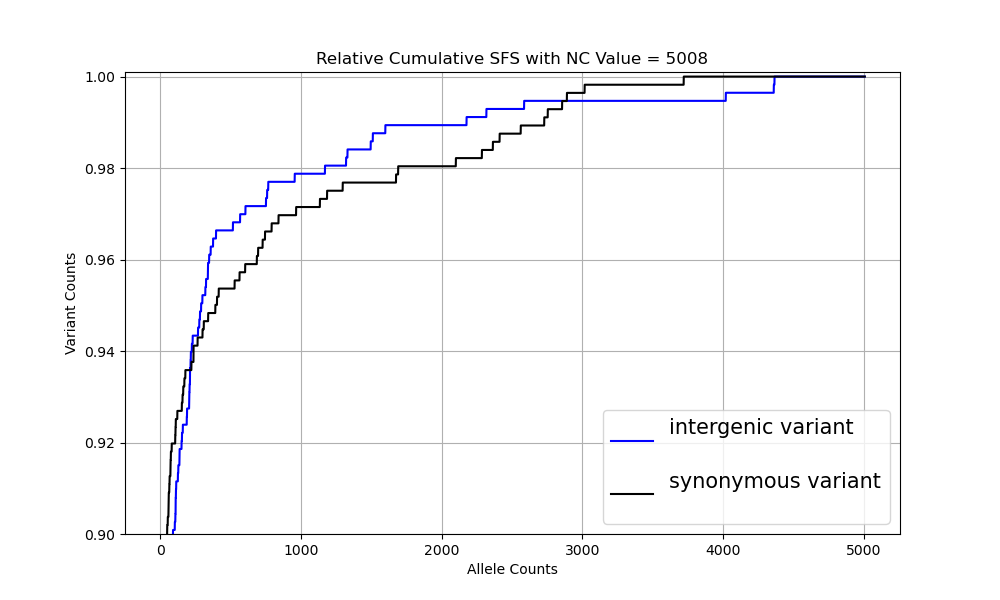 Relative Cumulative SFS with NC Value = 5008
1.00
0.98
0.96
0.94
0.92
0.90
Variant Counts
intergenic variant
synonymous variant
0 1000 2000 3000 4000 5000
Allele Counts